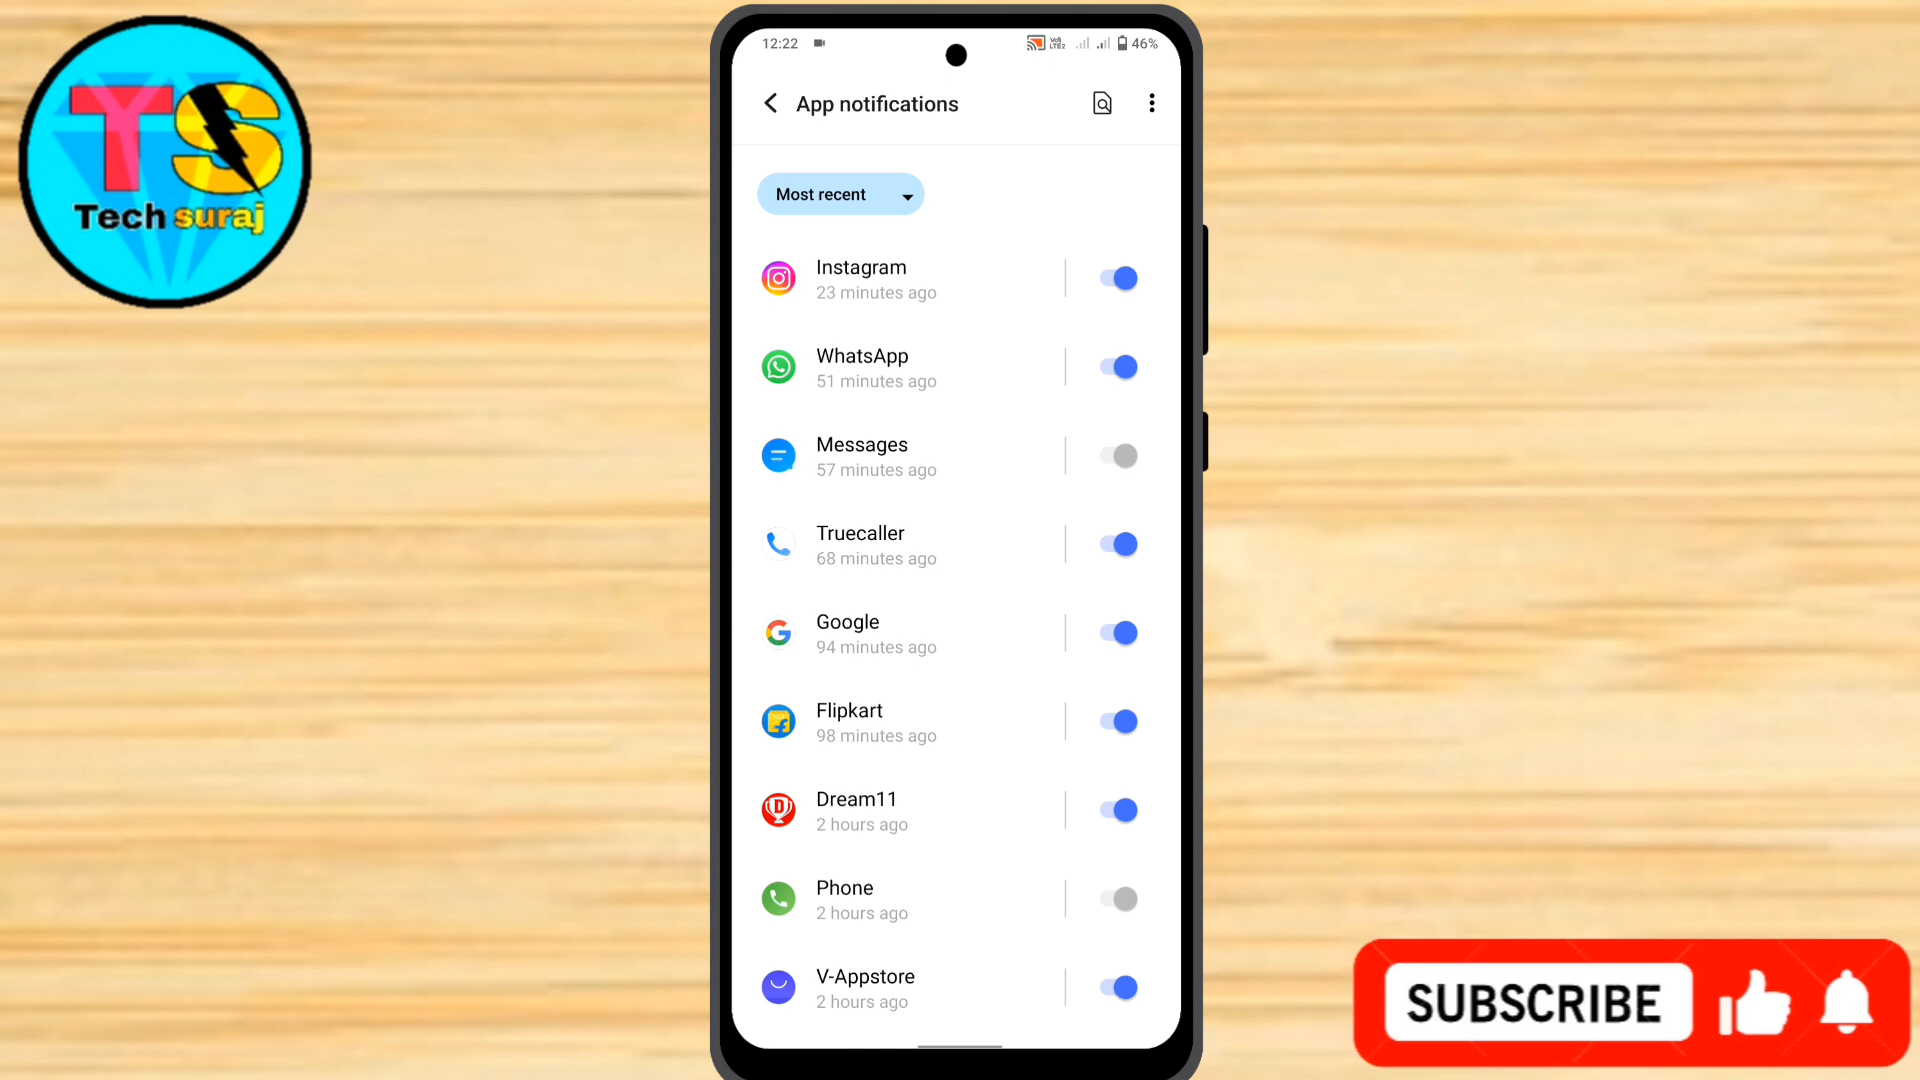 TS
Tech suraj
12:22
Vo)) LTE2
46%
App notifications
Most recent
Instagram
23 minutes ago
WhatsApp
51 minutes ago
Messages
57 minutes ago
Truecaller
68 minutes ago
Google
94 minutes ago
Flipkart
98 minutes ago
Dream11
2 hours ago
Phone
2 hours ago
V-Appstore
2 hours ago
SUBSCRIBE